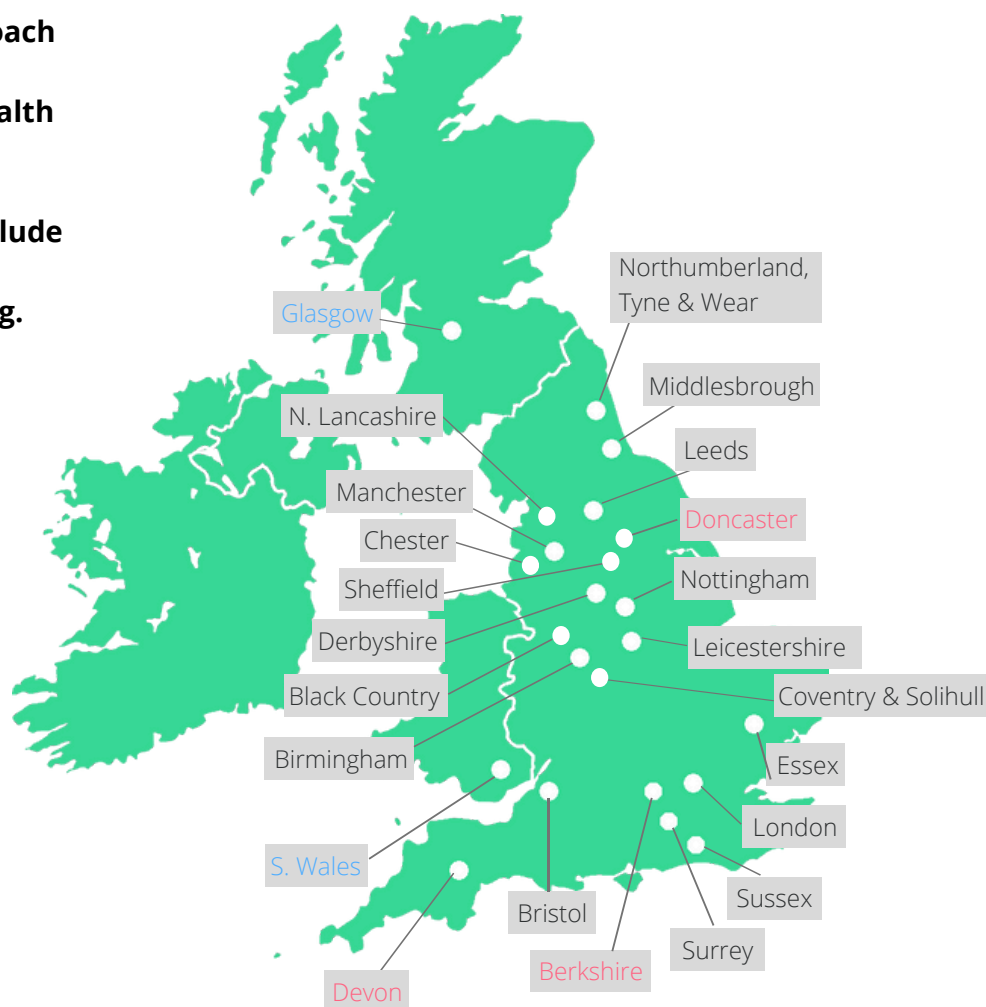 oach
alth
lude
g.
Northumberland,
Tyne & Wear
Glasgow
Middlesbrough
N. Lancashire
Leeds
Manchester
Doncaster
Chester
Sheffield
Nottingham
Derbyshire
Leicestershire
Black Country
Coventry & Solihull
Birmingham
Essex
London
S. Wales
Sussex
Bristol
Surrey
Berkshire
Devon